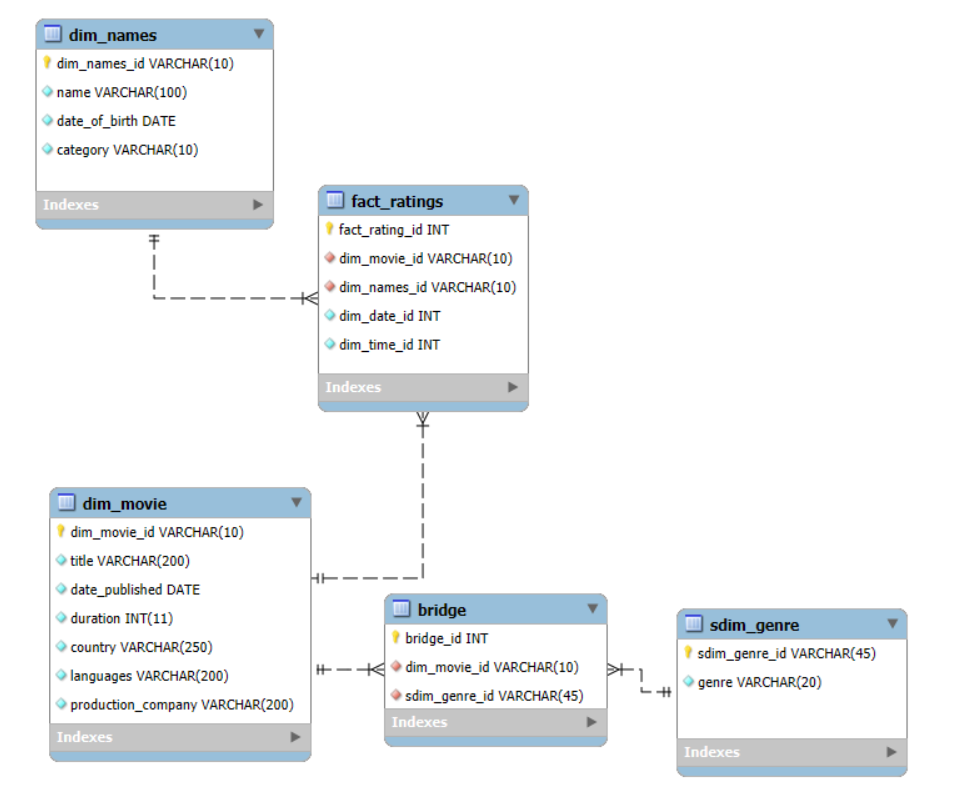 dim_names
dim_names_id VARCHAR(10)
name VARCHAR(100)
date_of_birth DATE
category VARCHAR(10)
Indexes
fact_ratings
fact_rating_id INT
dim_movie_id VARCHAR(10)
dim_names_id VARCHAR(10)
dim_date_id INT
dim_time_id INT
Indexes
dim_movie
dim_movie_id VARCHAR(10)
title VARCHAR(200)
date_published DATE
duration INT(11)
country VARCHAR(250)
languages VARCHAR(200)
production_company VARCHAR(200)
Indexes
bridge
bridge_id INT
dim_movie_id VARCHAR(10)
sdim_genre_id VARCHAR(45)
Indexes
sdim_genre
sdim_genre_id VARCHAR(45)
genre VARCHAR(20)
Indexes